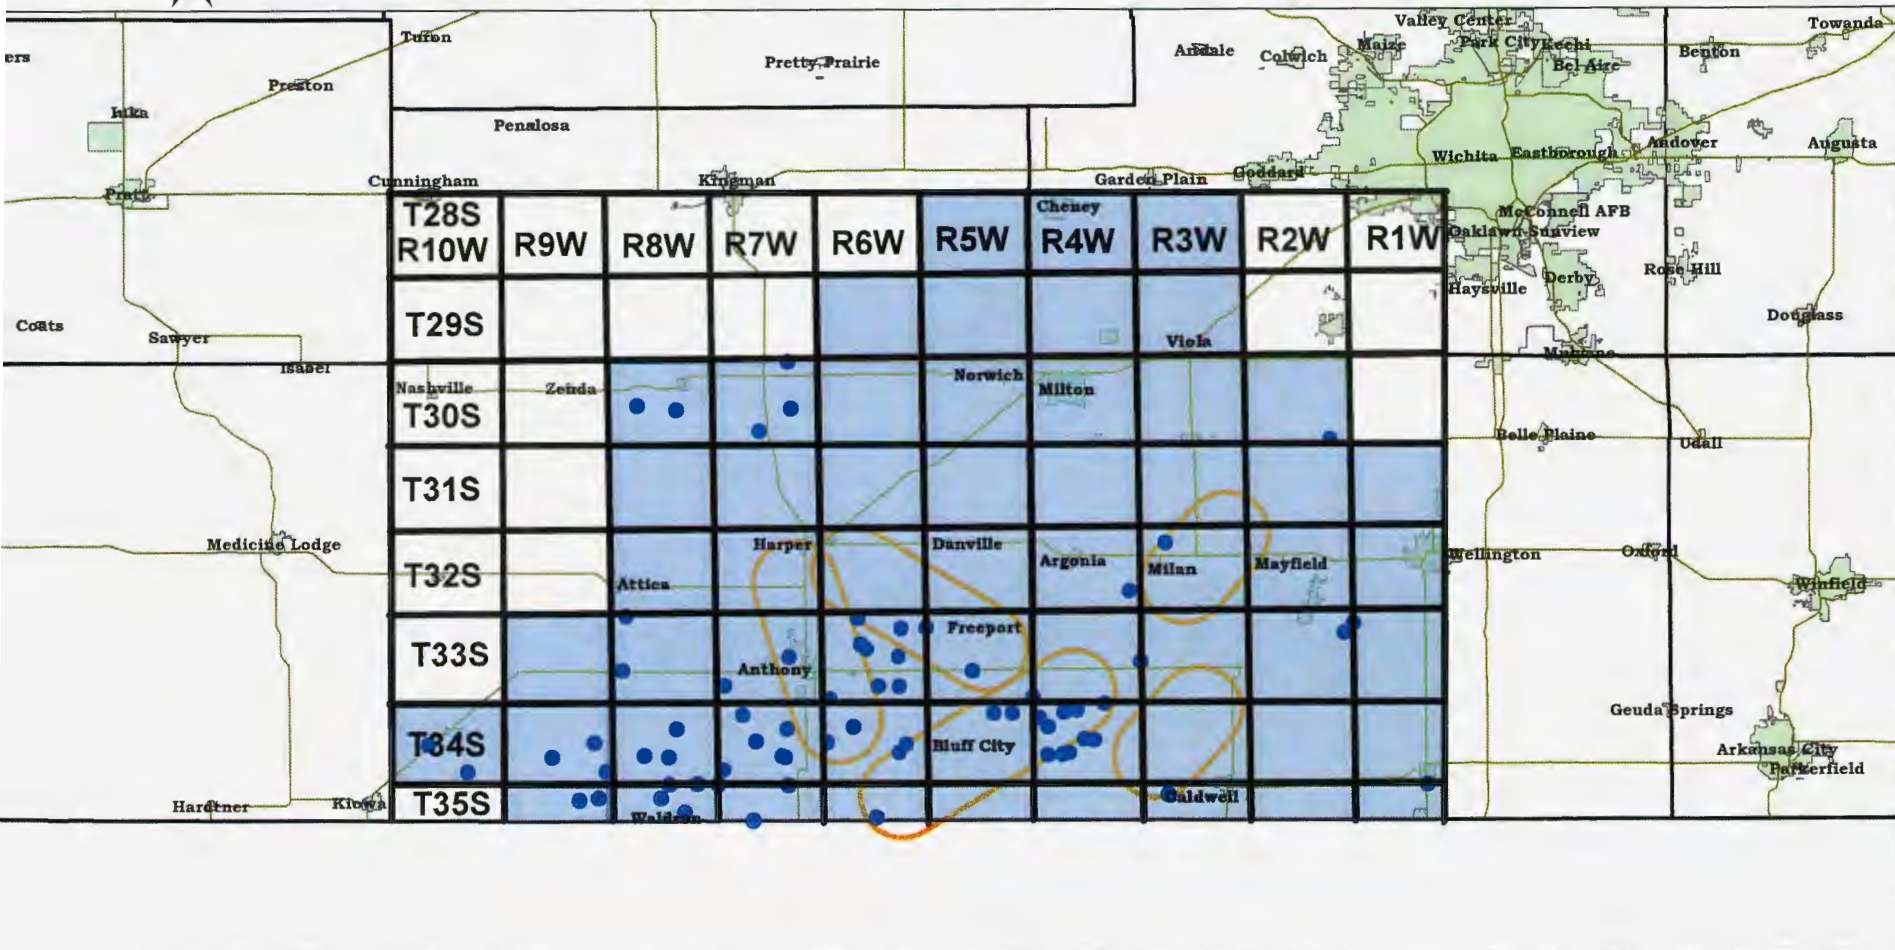 Valley Center
Towanda
Turon
Maize
Park City
Kechi
Andale
Colwich
Benton
ers
Pretty Prairie
Bel Aire
Preston
Iuka
Penalosa
Andover
Augusta
Wichita
Eastborough
Goddard
Cunningham
Kingman
Garden Plain
Pratt
T28S
Cheney
McConnell AFB
R10W
R9W
R8W
R7W
R6W
R5W
R4W
R3W
R2W
R1W
Oaklawn-Sunview
Rose Hill
Derby
Haysville
T29S
Coats
Douglass
Sawyer
Viola
Mulvane
Isabel
Norwich
Nashville
Zenda
Milton
T30S
Belle Plaine
Udall
T31S
Medicine Lodge
Harper
Danville
Wellington
Oxford
Argonia
Milan
Mayfield
T32S
Attica
Winfield
Freeport
T33S
Anthony
Geuda Springs
T34S
Bluff City
Arkansas City
Parkerfield
Caldwell
Hardtner
Kiowa
T35S
Waldron